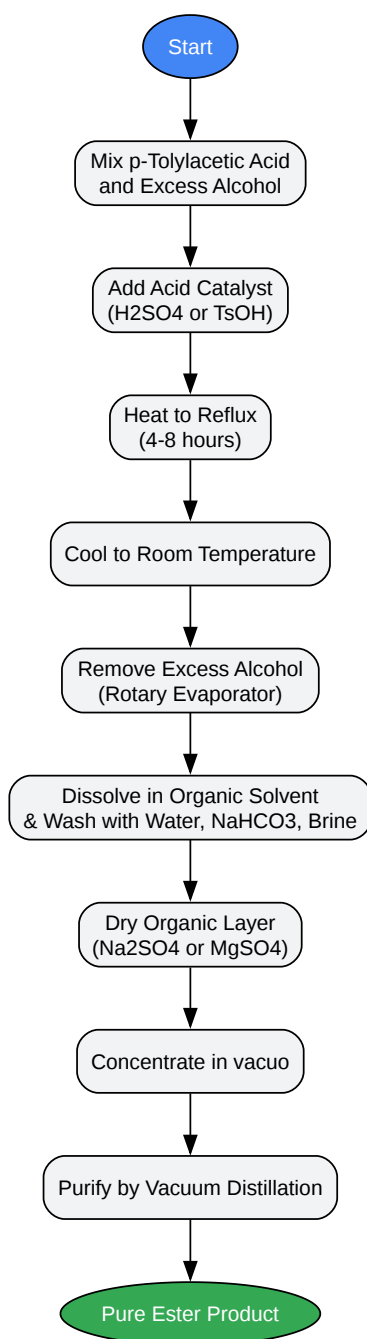 Start
Mix p-Tolylacetic Acid
and Excess Alcohol
Add Acid Catalyst
(H2SO4 or TsOH)
Heat to Reflux
(4-8 hours)
Cool to Room Temperature
Remove Excess Alcohol
(Rotary Evaporator)
Dissolve in Organic Solvent
& Wash with Water, NaHCO3, Brine
Dry Organic Layer
(Na2SO4 or MgSO4)
Concentrate in vacuo
Purify by Vacuum Distillation
Pure Ester Product